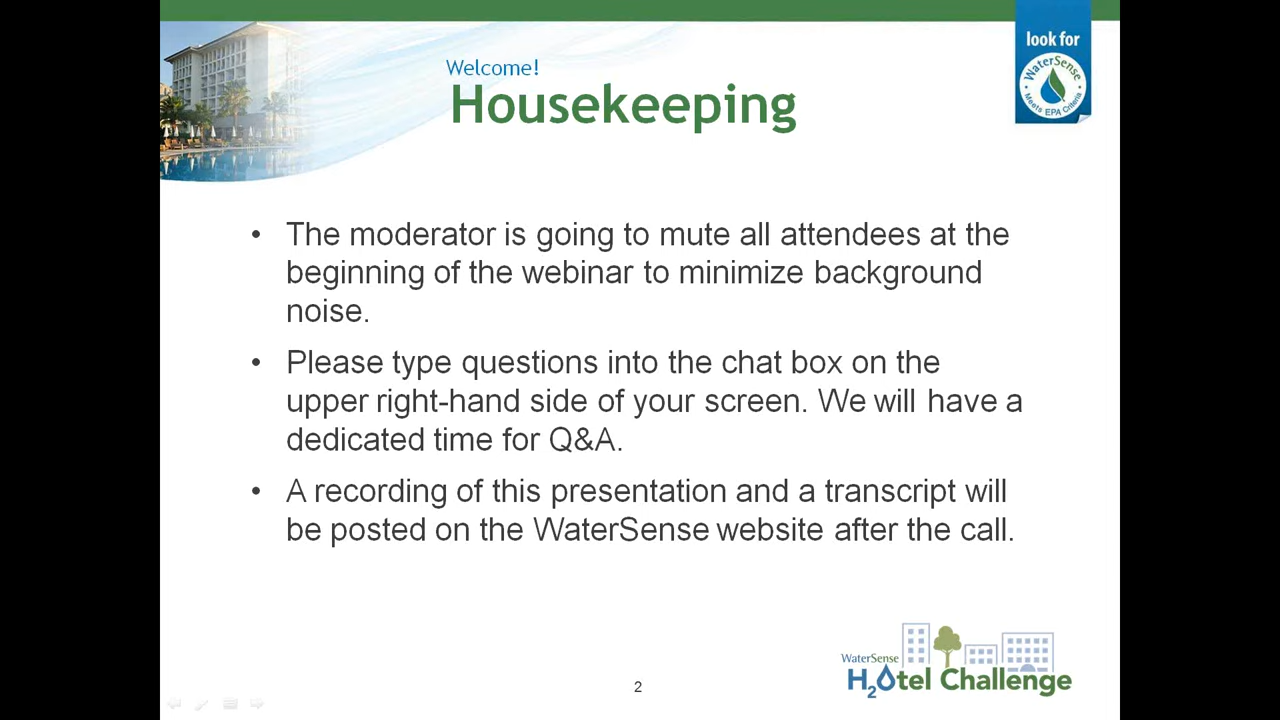 Welcome!
Housekeeping
look for
WaterSense
Meets EPA Criteria
• The moderator is going to mute all attendees at the
beginning of the webinar to minimize background
noise.
• Please type questions into the chat box on the
upper right-hand side of your screen. We will have a
dedicated time for Q&A.
• A recording of this presentation and a transcript will
be posted on the WaterSense website after the call.
WaterSense
H2Otel Challenge
2